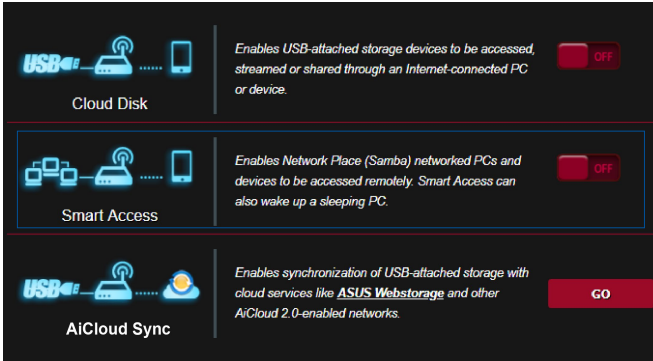 USB
Cloud Disk
Enables USB-attached storage devices to be accessed,
streamed or shared through an Internet-connected PC
or device.
OFF
Smart Access
Enables Network Place (Samba) networked PCs and
devices to be accessed remotely. Smart Access can
also wake up a sleeping PC.
OFF
USB
AiCloud Sync
Enables synchronization of USB-attached storage with
cloud services like ASUS Webstorage and other
AiCloud 2.0-enabled networks.
GO